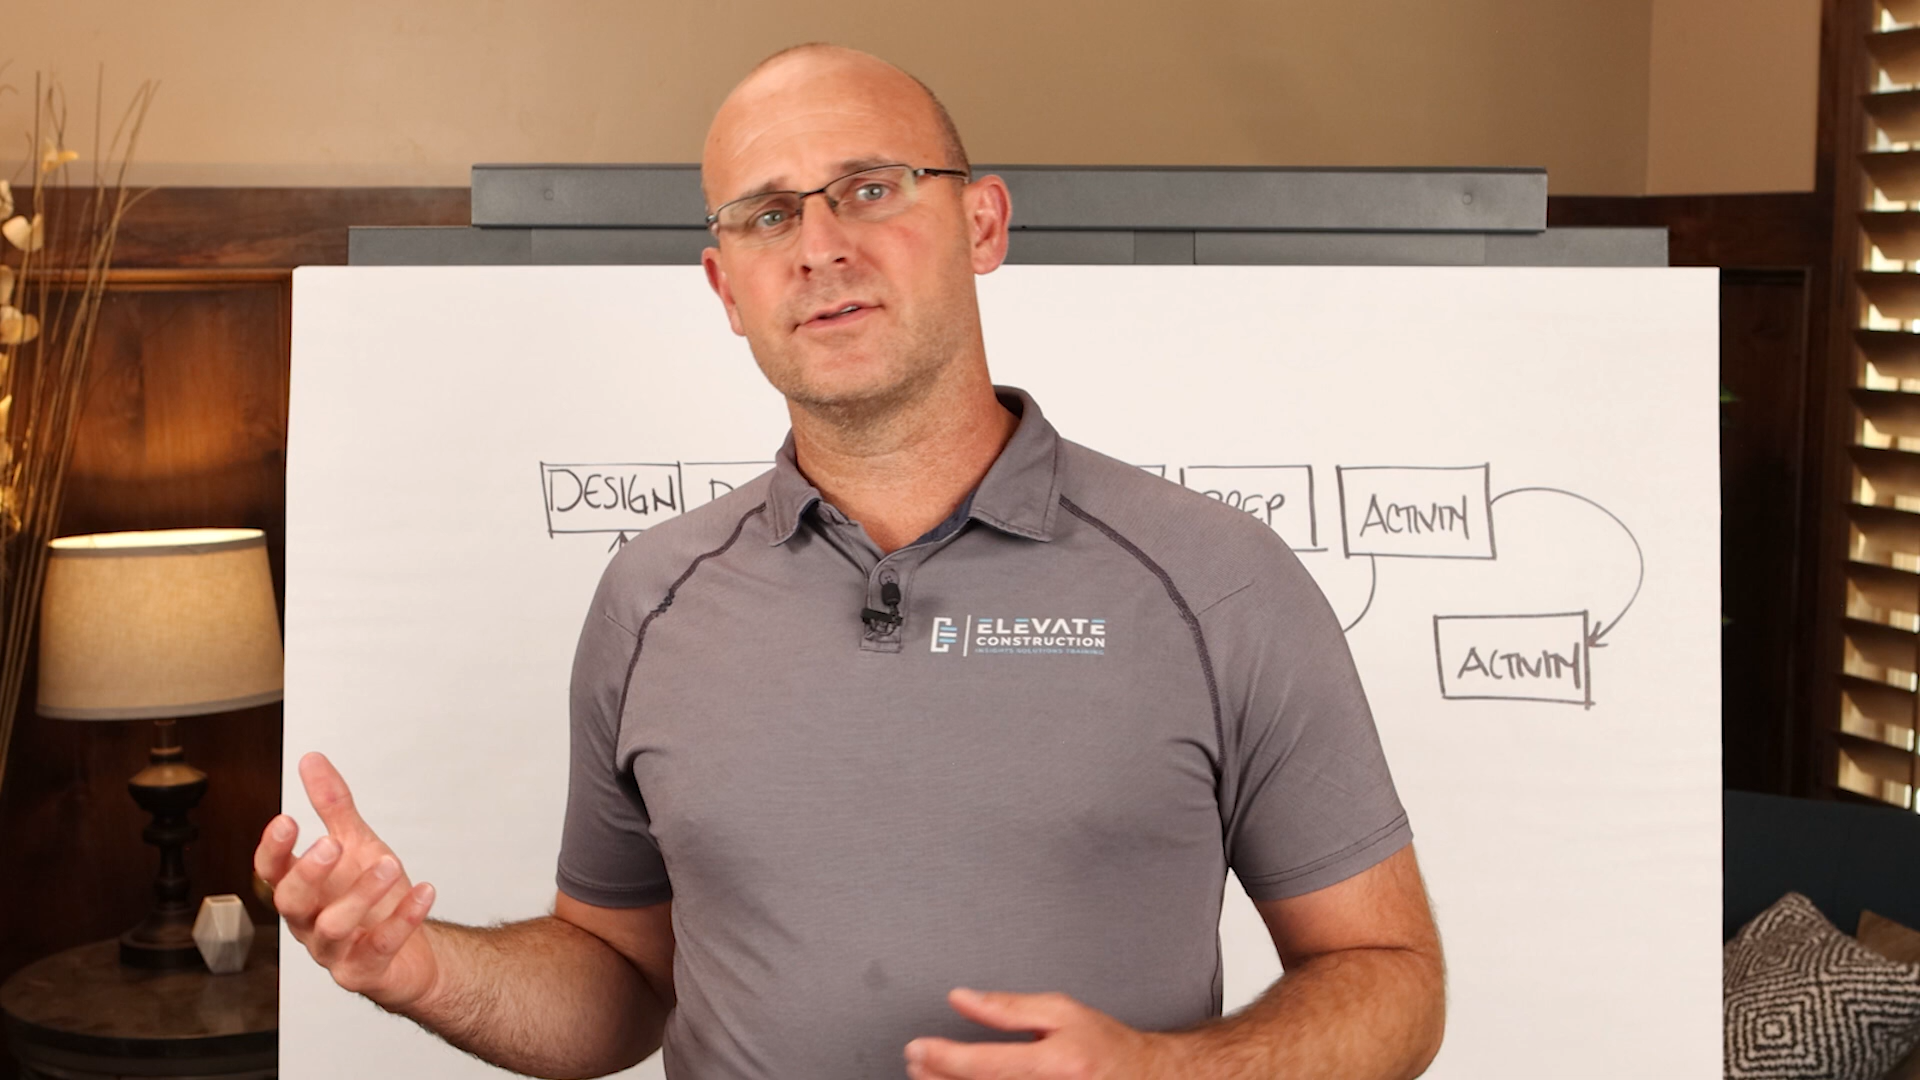 DESIGN
ACTIVITY
ACTIVITY
ELEVATE
CONSTRUCTION
INSIGHTS SOLUTIONS TRAINING